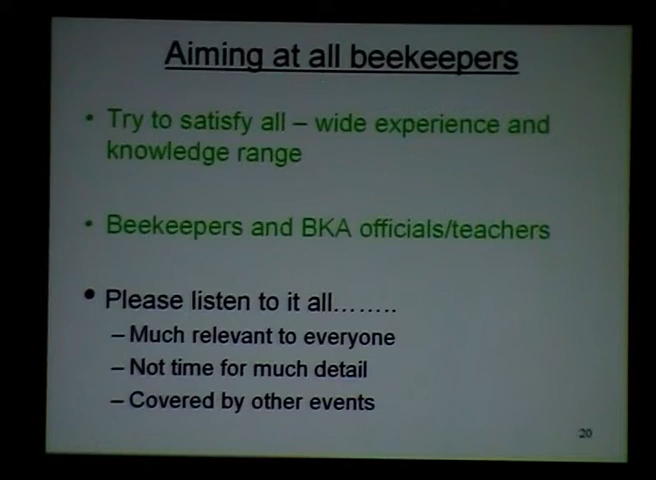 Aiming at all beekeepers
• Try to satisfy all – wide experience and
knowledge range
• Beekeepers and BKA officials/teachers
• Please listen to it all……..
– Much relevant to everyone
– Not time for much detail
– Covered by other events
20